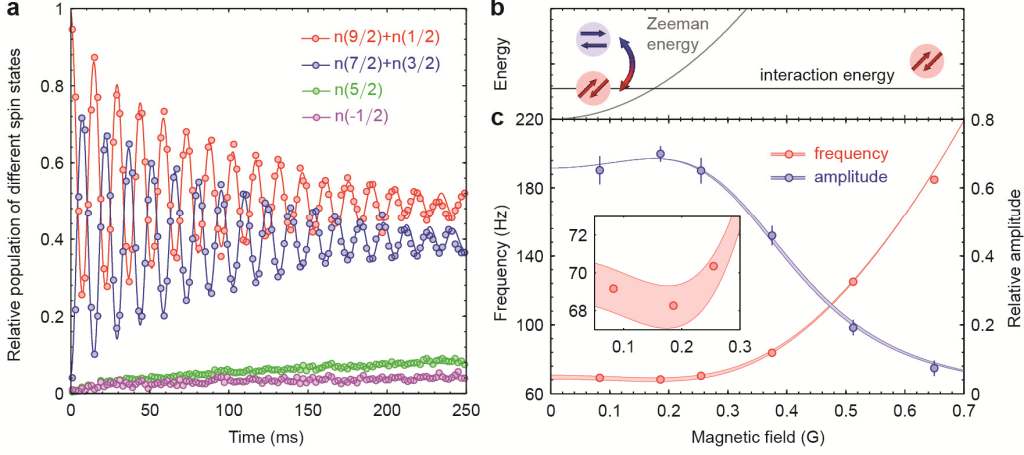 a
Relative population of different spin states
1
0.8
0.6
0.4
0.2
0
n(9/2)+n(1/2)
n(7/2)+n(3/2)
n(5/2)
n(-1/2)
0 50 100 150 200 250
Time (ms)
b
Energy
Zeeman
energy
interaction energy
c
Frequency (Hz)
220
180
140
100
60
frequency
amplitude
72
70
68
0.1 0.2 0.3
0.8
0.6
0.4
0.2
0
Relative amplitude
0 0.1 0.2 0.3 0.4 0.5 0.6 0.7
Magnetic field (G)